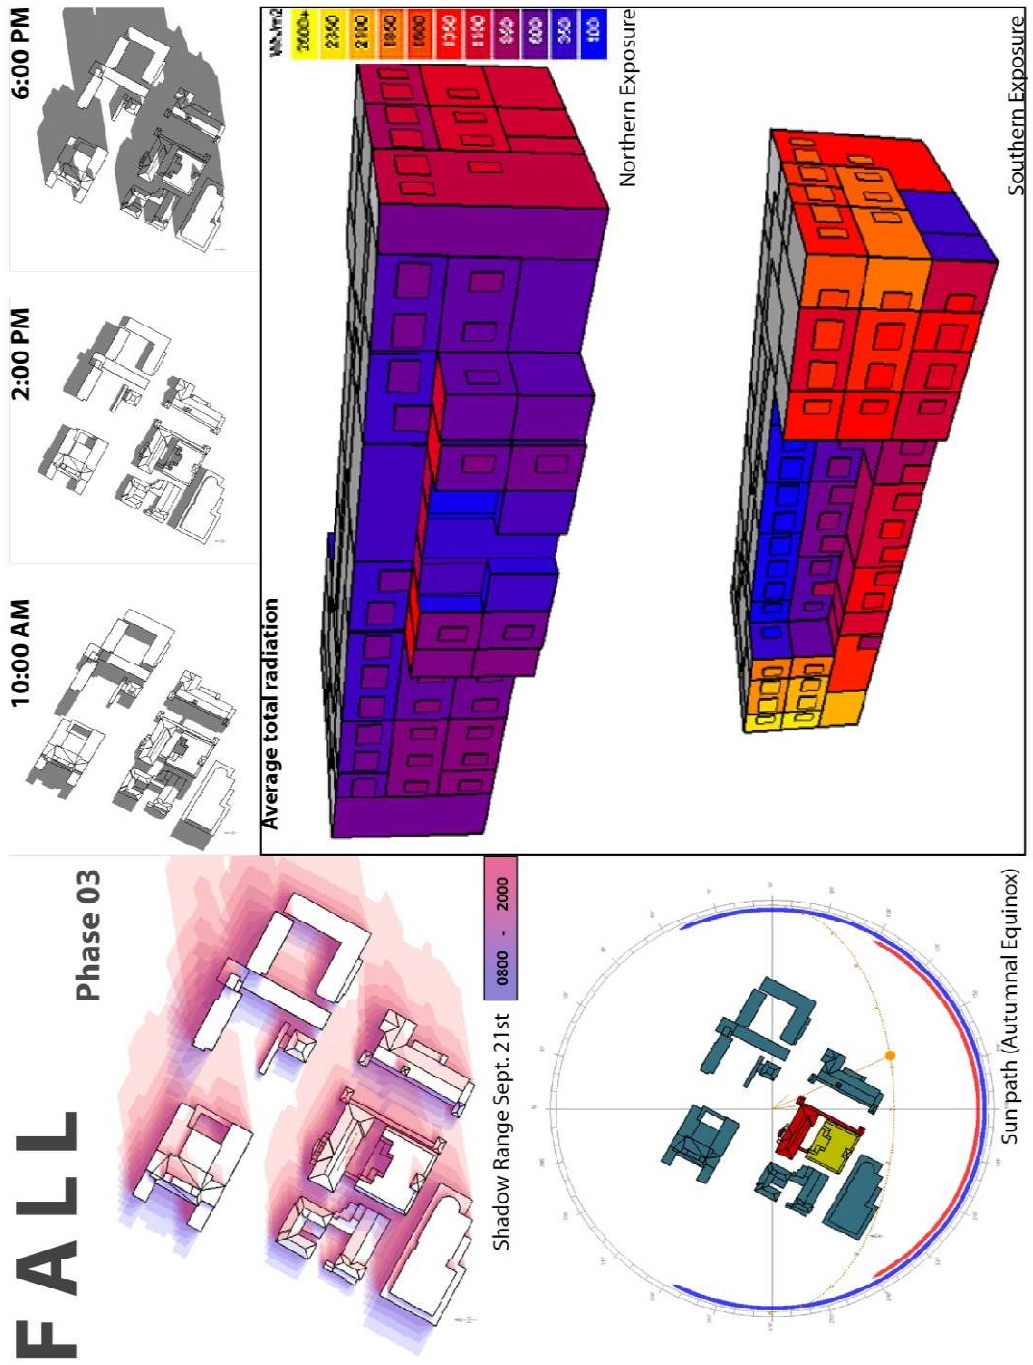 FALL
Phase 03
0800 - 2000
Shadow Range Sept. 21st
Sun path (Autumnal Equinox)
10:00 AM
2:00 PM
6:00 PM
Average total radiation
Wh/m2
2600+
2350
2100
1850
1600
1350
1100
850
600
350
100
Northern Exposure
Southern Exposure
N